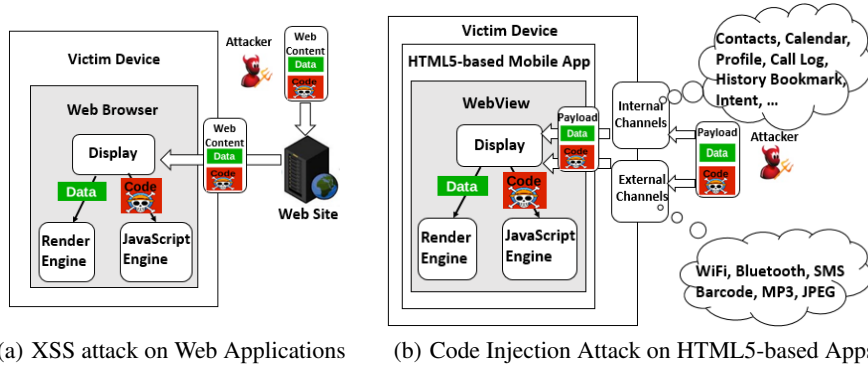 Attacker
Web
Content
Data
Code
Victim Device
Web Browser
Display
Data
Code
Render
Engine
JavaScript
Engine
Web
Content
Data
Code
Web Site
(a) XSS attack on Web Applications
Victim Device
HTML5-based Mobile App
WebView
Display
Data
Code
Render
Engine
JavaScript
Engine
Payload
Data
Code
Internal
Channels
External
Channels
Contacts, Calendar,
Profile, Call Log,
History Bookmark,
Intent, ...
Payload
Data
Code
Attacker
WiFi, Bluetooth, SMS
Barcode, MP3, JPEG
(b) Code Injection Attack on HTML5-based Apps